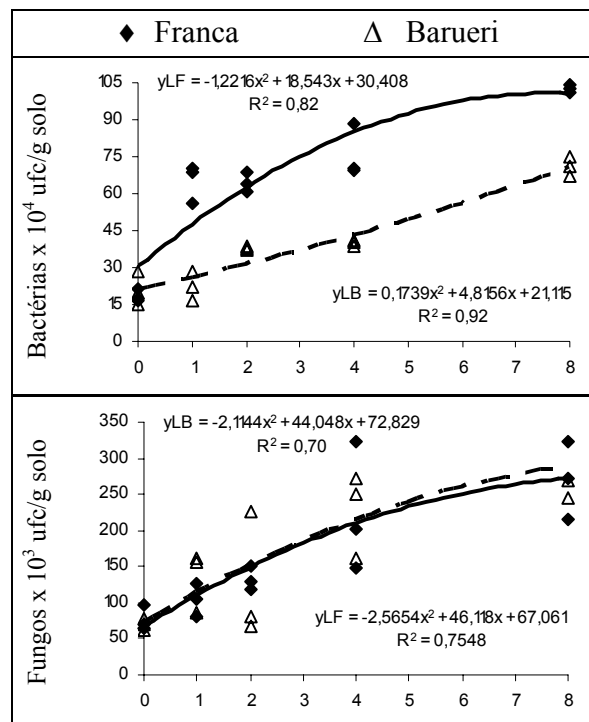 ♦ Franca Δ Barueri
yLF = -1,2216x² + 18,543x + 30,408
R² = 0,82
105
90
75
60
45
30
15
0
Bactérias x 10⁴ ufc/g solo
yLB = 0,1739x² + 4,8156x + 21,115
R² = 0,92
0 1 2 3 4 5 6 7 8
yLB = -2,1144x² + 44,048x + 72,829
R² = 0,70
350
300
250
200
150
100
50
0
Fungos x 10³ ufc/g solo
yLF = -2,5654x² + 46,118x + 67,061
R² = 0,7548
0 1 2 3 4 5 6 7 8